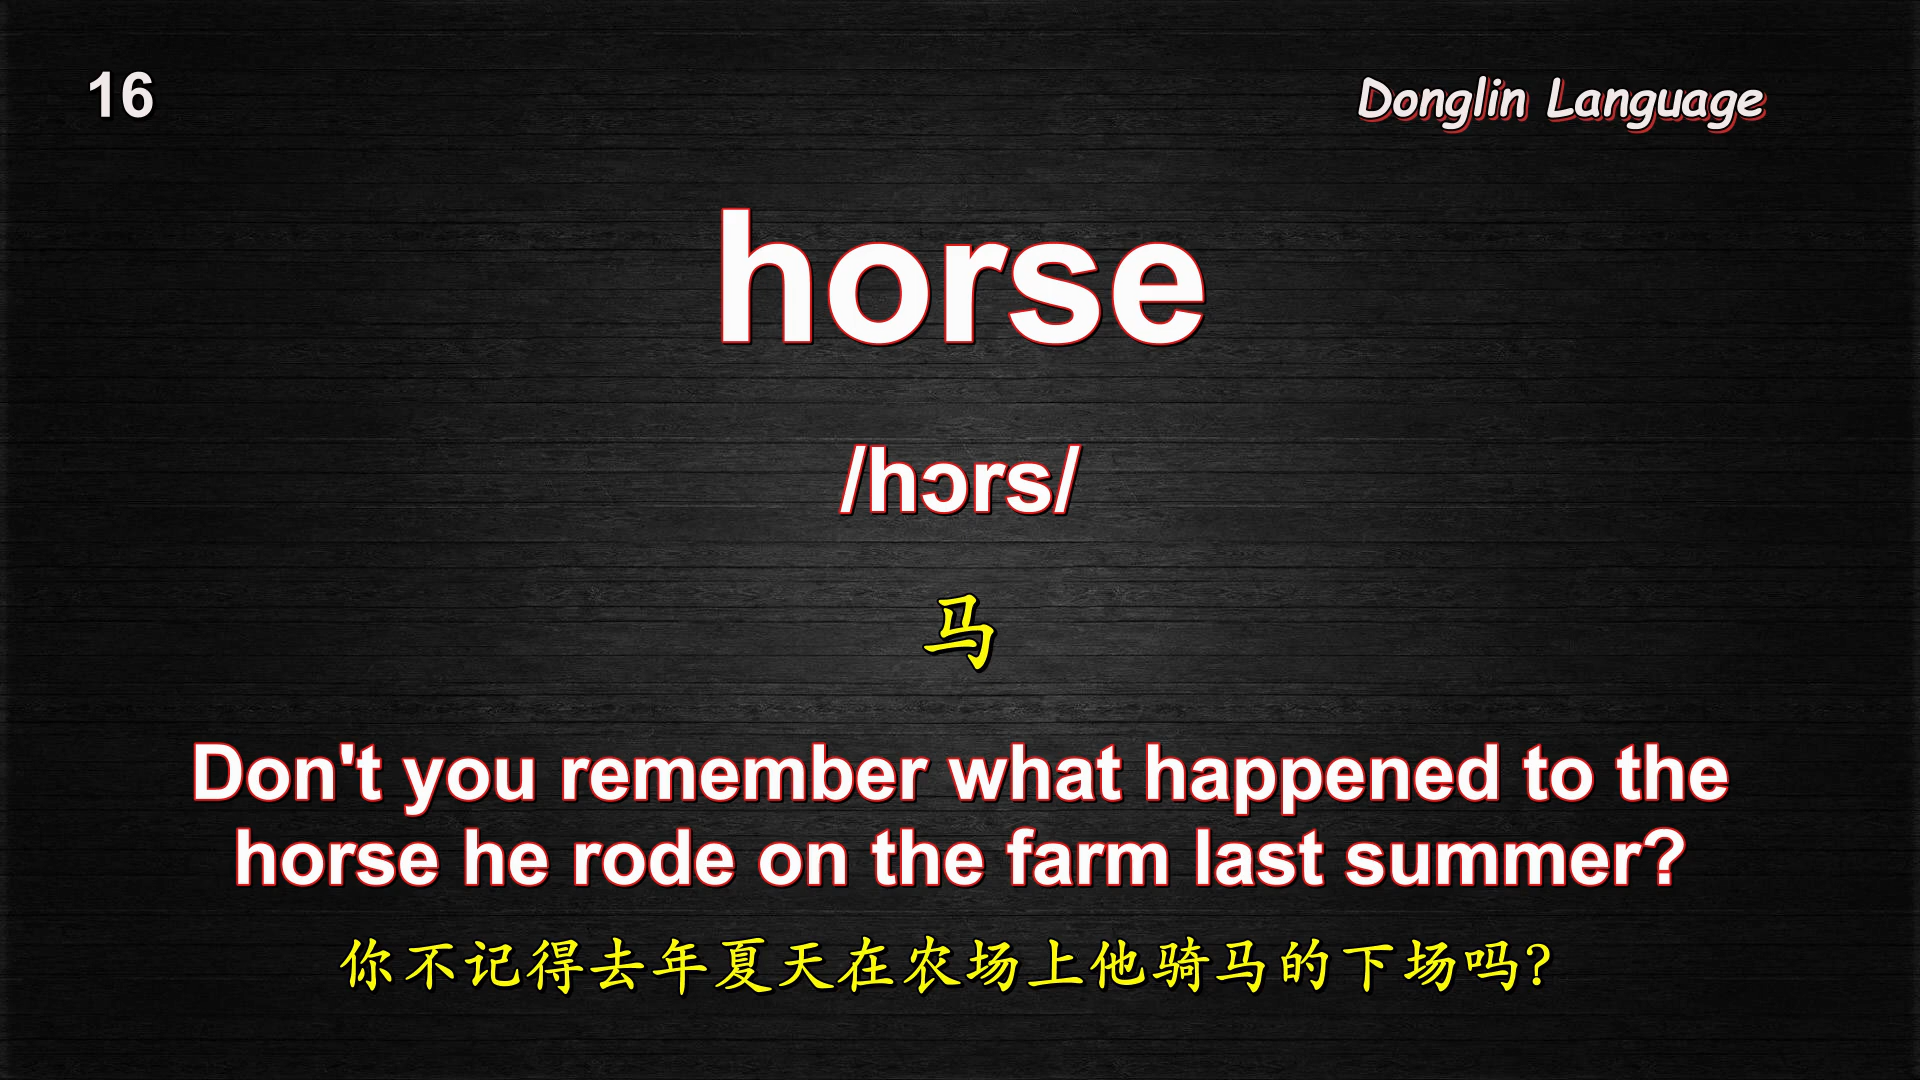 16
Donglin Language
horse
/hɔrs/
马
Don't you remember what happened to the
horse he rode on the farm last summer?
你不记得去年夏天在农场上他骑马的下场吗?